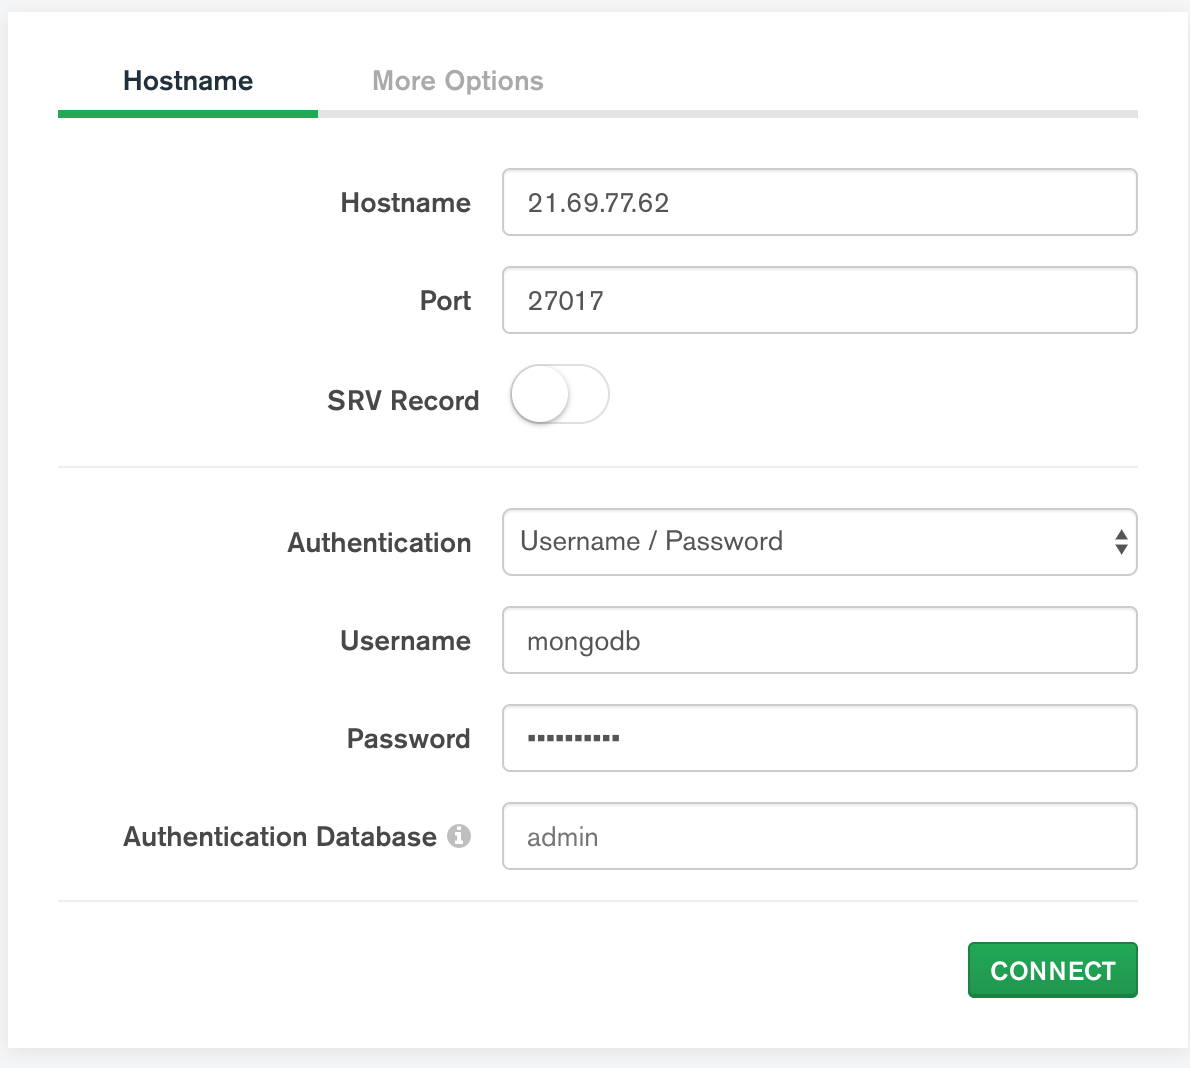 Hostname More Options
Hostname 21.69.77.62
Port 27017
SRV Record
Authentication Username / Password
Username mongodb
Password ••••••••••
Authentication Database admin
CONNECT